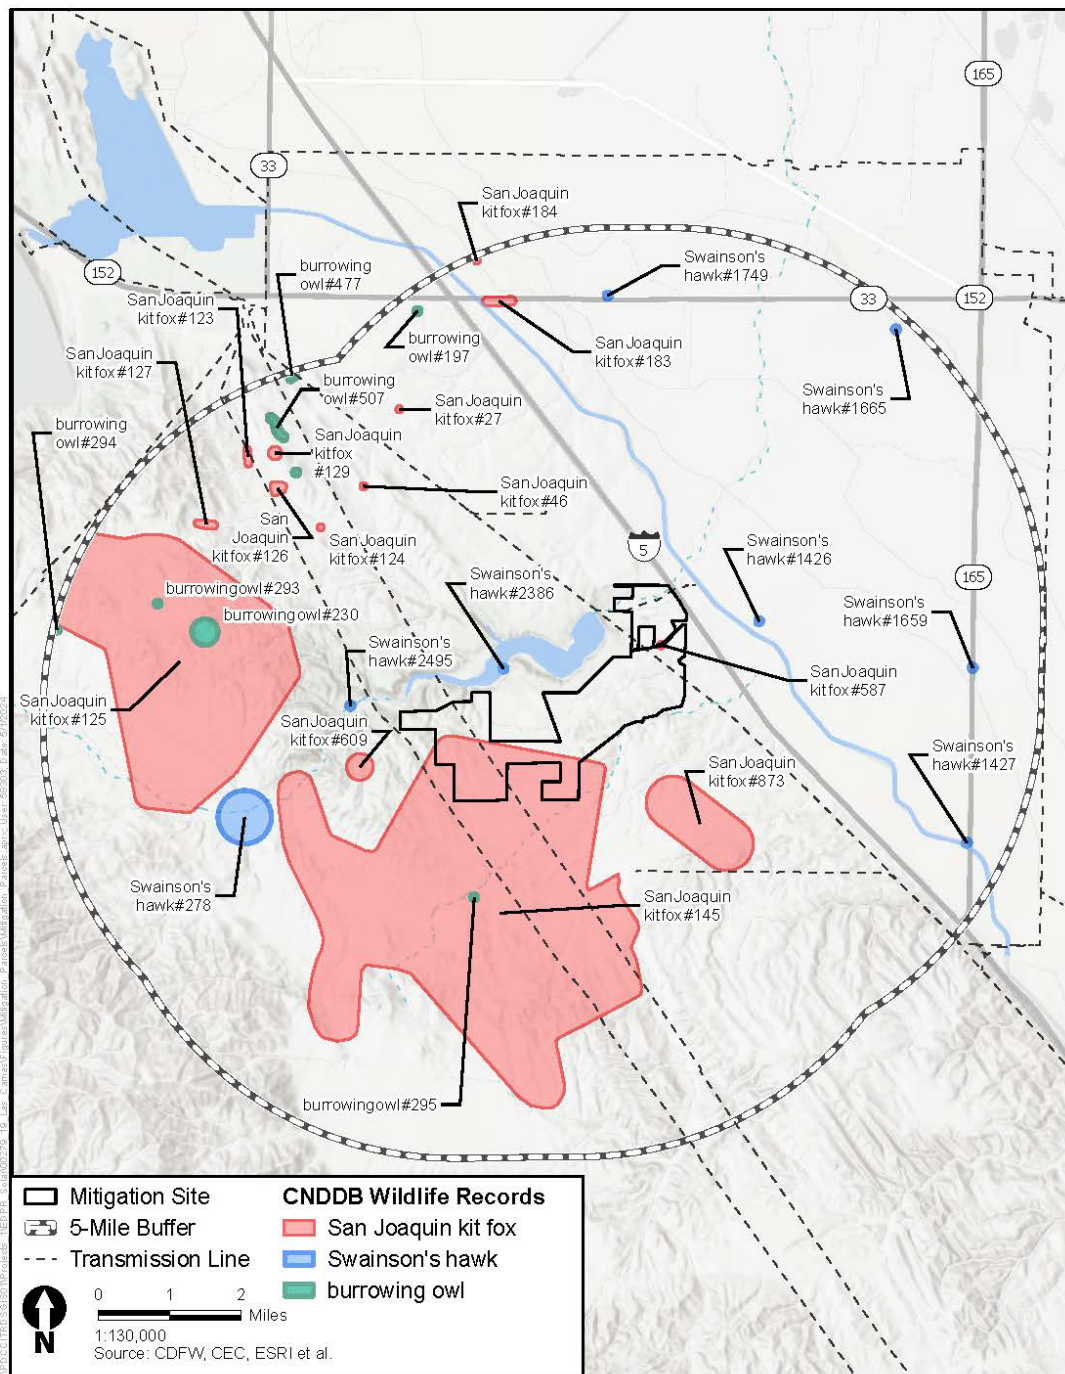 165
33
San Joaquin
kit fox #184
Swainson's
hawk #1749
152
burrowing
owl #477
San Joaquin
kit fox #123
33
152
burrowing
owl #197
San Joaquin
kit fox #183
San Joaquin
kit fox #127
burrowing
owl #507
San Joaquin
kit fox #27
Swainson's
hawk #1665
burrowing
owl #294
San Joaquin
kit fox
#129
San Joaquin
kit fox #46
San
Joaquin
kit fox #126
San Joaquin
kit fox #124
5
Swainson's
hawk #1426
165
Swainson's
hawk #2386
burrowing owl #293
burrowing owl #230
Swainson's
hawk #1659
Swainson's
hawk #2495
San Joaquin
kit fox #587
San Joaquin
kit fox #125
San Joaquin
kit fox #609
Swainson's
hawk #1427
San Joaquin
kit fox #873
Swainson's
hawk #278
San Joaquin
kit fox #145
burrowing owl #295
Mitigation Site
5-Mile Buffer
Transmission Line
CNDDB Wildlife Records
San Joaquin kit fox
Swainson's hawk
burrowing owl
0 1 2
Miles
N
1:130,000
Source: CDFW, CEC, ESRI et al.